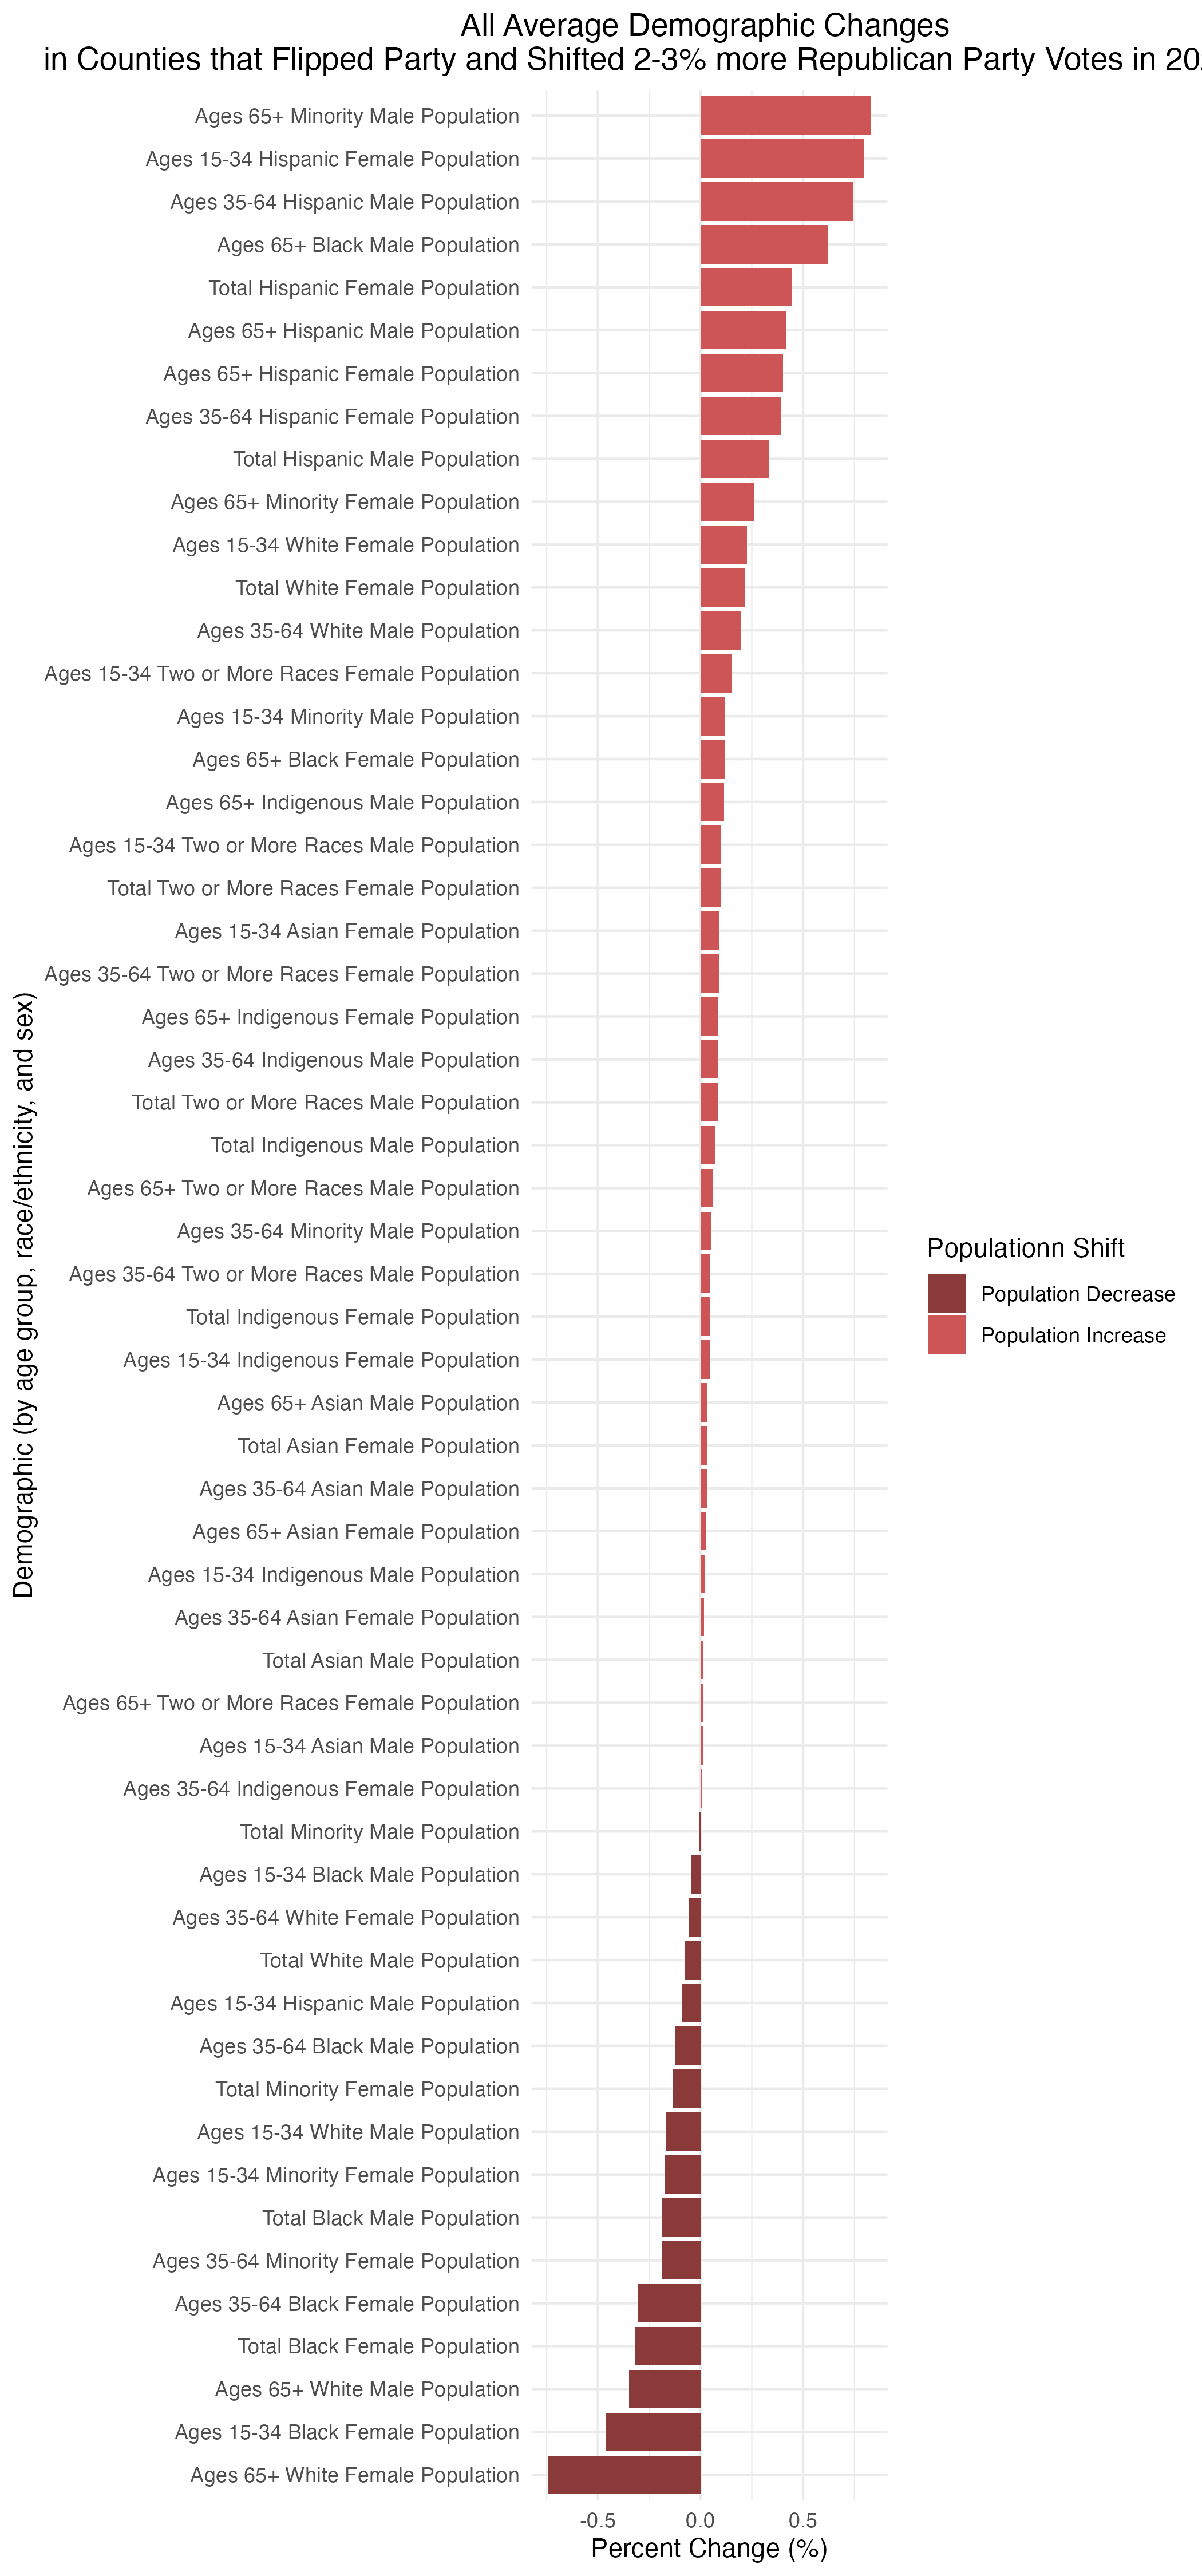 All Average Demographic Changes
in Counties that Flipped Party and Shifted 2-3% more Republican Party Votes in 20
Ages 65+ Minority Male Population
Ages 15-34 Hispanic Female Population
Ages 35-64 Hispanic Male Population
Ages 65+ Black Male Population
Total Hispanic Female Population
Ages 65+ Hispanic Male Population
Ages 65+ Hispanic Female Population
Ages 35-64 Hispanic Female Population
Total Hispanic Male Population
Ages 65+ Minority Female Population
Ages 15-34 White Female Population
Total White Female Population
Ages 35-64 White Male Population
Ages 15-34 Two or More Races Female Population
Ages 15-34 Minority Male Population
Ages 65+ Black Female Population
Ages 65+ Indigenous Male Population
Ages 15-34 Two or More Races Male Population
Total Two or More Races Female Population
Ages 15-34 Asian Female Population
Ages 35-64 Two or More Races Female Population
Ages 65+ Indigenous Female Population
Ages 35-64 Indigenous Male Population
Total Two or More Races Male Population
Total Indigenous Male Population
Ages 65+ Two or More Races Male Population
Ages 35-64 Minority Male Population
Ages 35-64 Two or More Races Male Population
Total Indigenous Female Population
Ages 15-34 Indigenous Female Population
Ages 65+ Asian Male Population
Total Asian Female Population
Ages 35-64 Asian Male Population
Ages 65+ Asian Female Population
Ages 15-34 Indigenous Male Population
Ages 35-64 Asian Female Population
Total Asian Male Population
Ages 65+ Two or More Races Female Population
Ages 15-34 Asian Male Population
Ages 35-64 Indigenous Female Population
Total Minority Male Population
Ages 15-34 Black Male Population
Ages 35-64 White Female Population
Total White Male Population
Ages 15-34 Hispanic Male Population
Ages 35-64 Black Male Population
Total Minority Female Population
Ages 15-34 White Male Population
Ages 15-34 Minority Female Population
Total Black Male Population
Ages 35-64 Minority Female Population
Ages 35-64 Black Female Population
Total Black Female Population
Ages 65+ White Male Population
Ages 15-34 Black Female Population
Ages 65+ White Female Population
-0.5 0.0 0.5
Percent Change (%)
Demographic (by age group, race/ethnicity, and sex)
Populationn Shift
Population Decrease
Population Increase